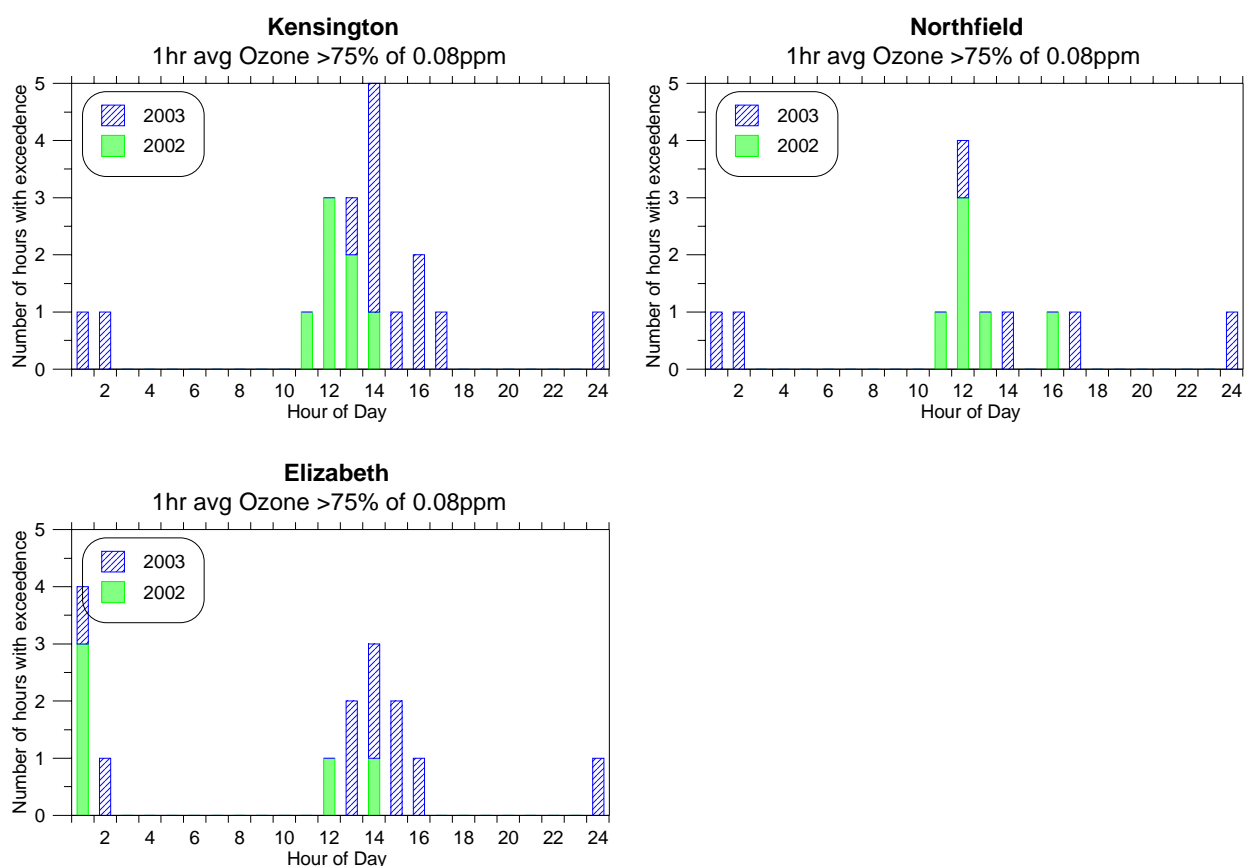 Kensington
1hr avg Ozone >75% of 0.08ppm
Number of hours with exceedence
5
4
3
2
1
0
2003
2002
2 4 6 8 10 12 14 16 18 20 22 24
Hour of Day
Northfield
1hr avg Ozone >75% of 0.08ppm
Number of hours with exceedence
5
4
3
2
1
0
2003
2002
2 4 6 8 10 12 14 16 18 20 22 24
Hour of Day
Elizabeth
1hr avg Ozone >75% of 0.08ppm
Number of hours with exceedence
5
4
3
2
1
0
2003
2002
2 4 6 8 10 12 14 16 18 20 22 24
Hour of Day